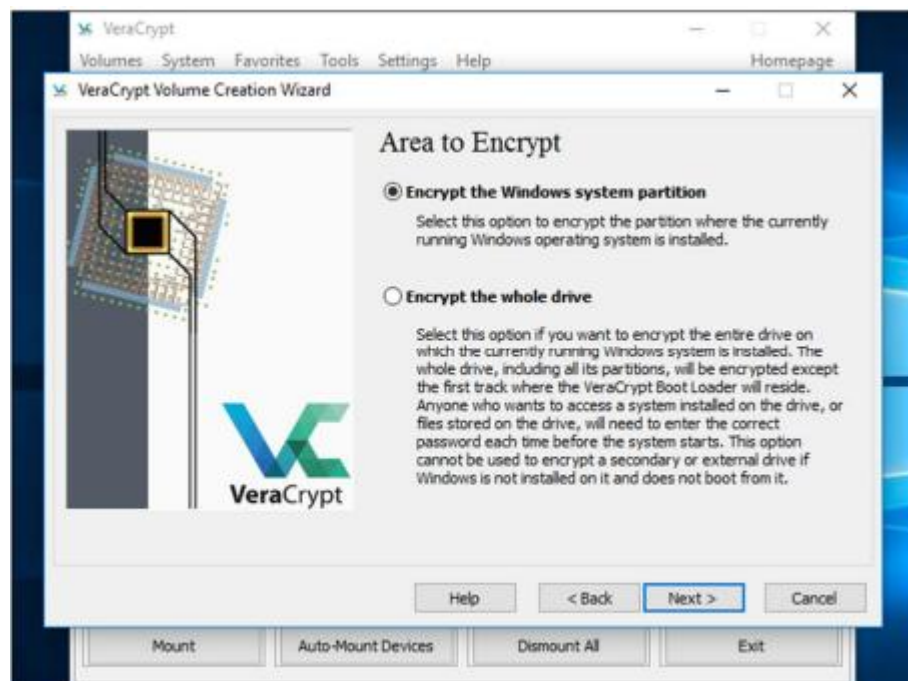 VeraCrypt
Volumes System Favorites Tools Settings Help Homepage
VeraCrypt Volume Creation Wizard
Area to Encrypt
Encrypt the Windows system partition
Select this option to encrypt the partition where the currently
running Windows operating system is installed.
Encrypt the whole drive
Select this option if you want to encrypt the entire drive on
which the currently running Windows system is installed. The
whole drive, including all its partitions, will be encrypted except
the first track where the VeraCrypt Boot Loader will reside.
Anyone who wants to access a system installed on the drive, or
files stored on the drive, will need to enter the correct
password each time before the system starts. This option
cannot be used to encrypt a secondary or external drive if
Windows is not installed on it and does not boot from it.
VeraCrypt
Help < Back Next > Cancel
Mount Auto-Mount Devices Dismount All Exit